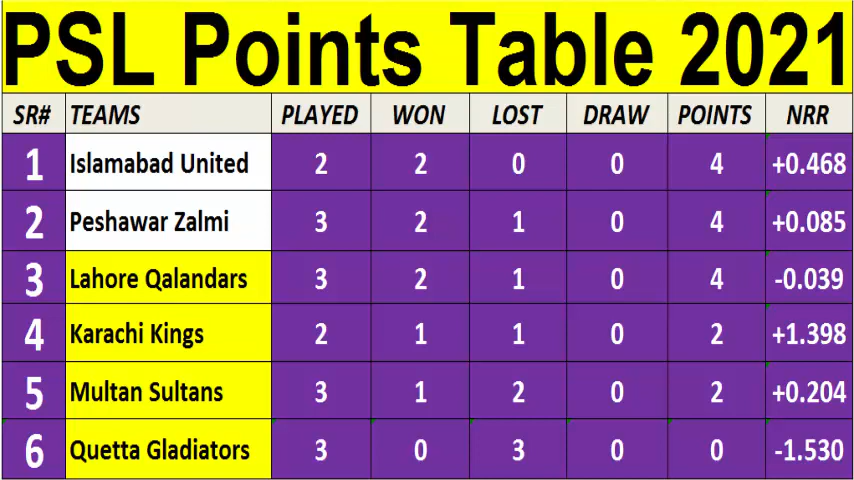 PSL Points Table 2021
SR# TEAMS PLAYED WON LOST DRAW POINTS NRR
1 Islamabad United 2 2 0 0 4 +0.468
2 Peshawar Zalmi 3 2 1 0 4 +0.085
3 Lahore Qalandars 3 2 1 0 4 -0.039
4 Karachi Kings 2 1 1 0 2 +1.398
5 Multan Sultans 3 1 2 0 2 +0.204
6 Quetta Gladiators 3 0 3 0 0 -1.530